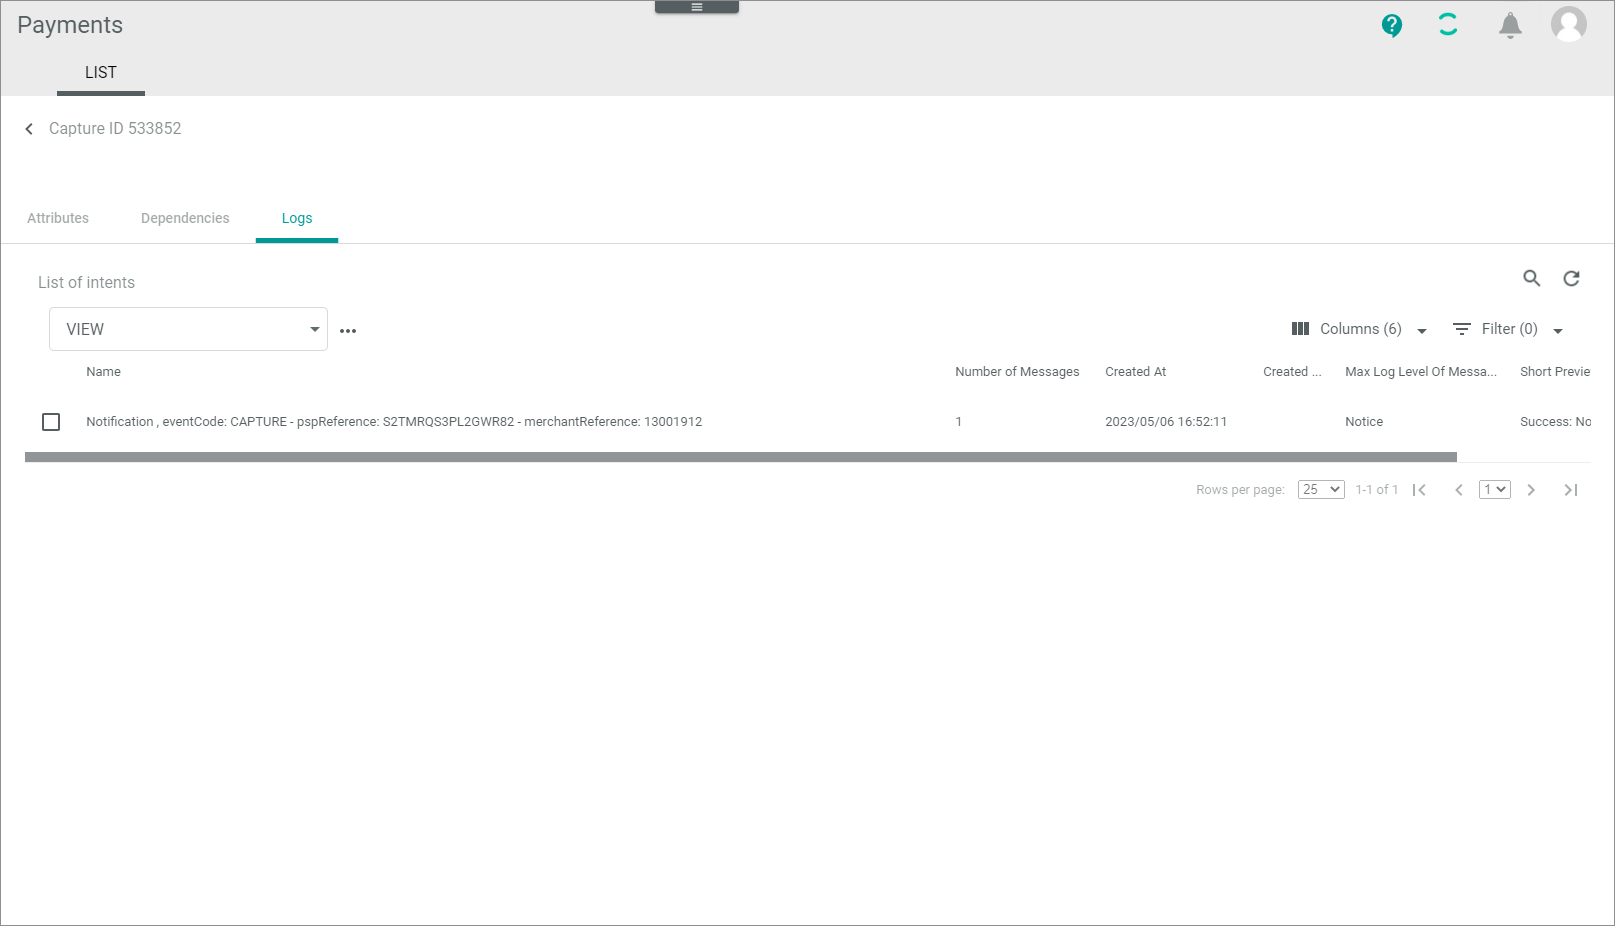 Payments
LIST
Capture ID 533852
Attributes Dependencies Logs
List of intents
VIEW
Columns (6) Filter (0)
Name Number of Messages Created At Created ... Max Log Level Of Messa... Short Previe
Notification , eventCode: CAPTURE - pspReference: S2TMRQS3PL2GWR82 - merchantReference: 13001912 1 2023/05/06 16:52:11 Notice Success: No
Rows per page: 25 1-1 of 1 1